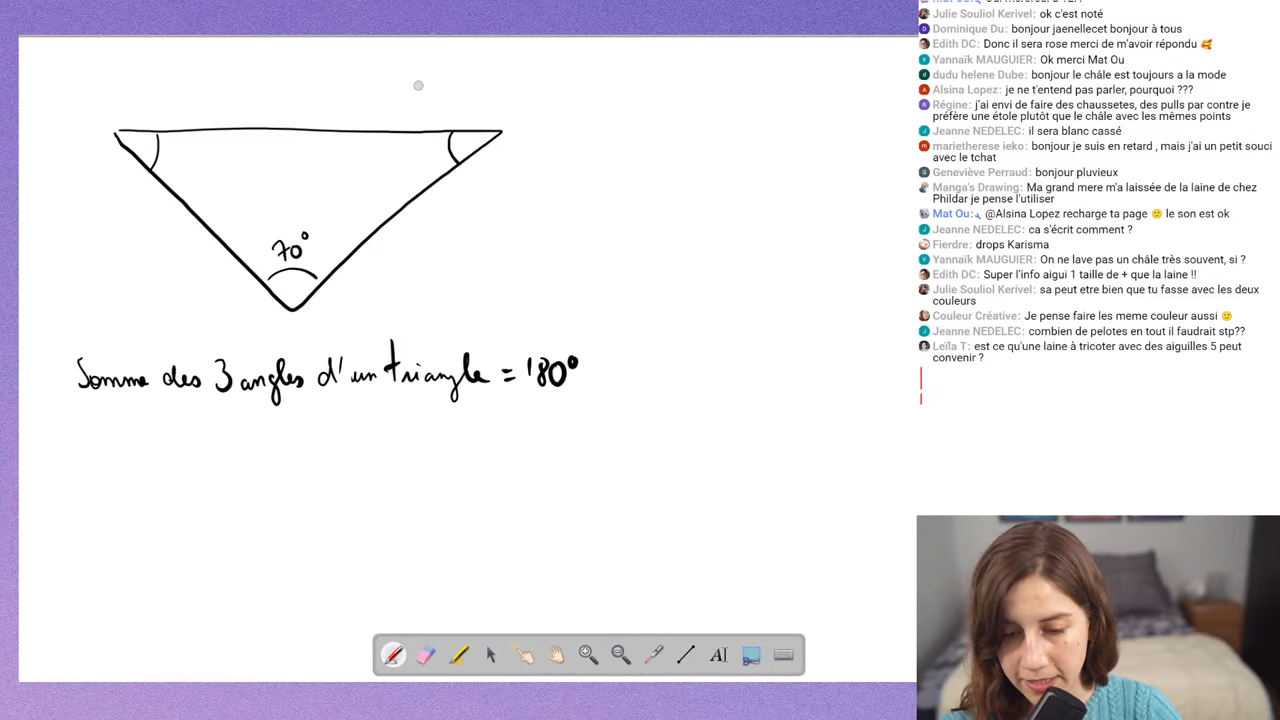 70°
Somme des 3 angles d'un triangle = 180°
AI
Julie Souliol Kerivel: ok c'est noté
Dominique Du: bonjour jaenellecet bonjour à tous
Edith DC: Donc il sera rose merci de m'avoir répondu 🥰
Yannaïk MAUGUIER: Ok merci Mat Ou
dudu helene Dube: bonjour le châle est toujours a la mode
Alsina Lopez: je ne t'entend pas parler, pourquoi ???
Régine: j'ai envi de faire des chaussetes, des pulls par contre je
préfère une étole plutôt que le châle avec les mêmes points
Jeanne NEDELEC: il sera blanc cassé
marietherese ieko: bonjour je suis en retard , mais j'ai un petit souci
avec le tchat
Geneviève Perraud: bonjour pluvieux
Manga's Drawing: Ma grand mere m'a laissée de la laine de chez
Phildar je pense l'utiliser
Mat Ou: @Alsina Lopez recharge ta page 🙂 le son est ok
Jeanne NEDELEC: ca s'écrit comment ?
Fierdre: drops Karisma
Yannaïk MAUGUIER: On ne lave pas un châle très souvent, si ?
Edith DC: Super l'info aigui 1 taille de + que la laine !!
Julie Souliol Kerivel: sa peut etre bien que tu fasse avec les deux
couleurs
Couleur Créative: Je pense faire les meme couleur aussi 🙂
Jeanne NEDELEC: combien de pelotes en tout il faudrait stp??
Leïla T: est ce qu'une laine à tricoter avec des aiguilles 5 peut
convenir ?